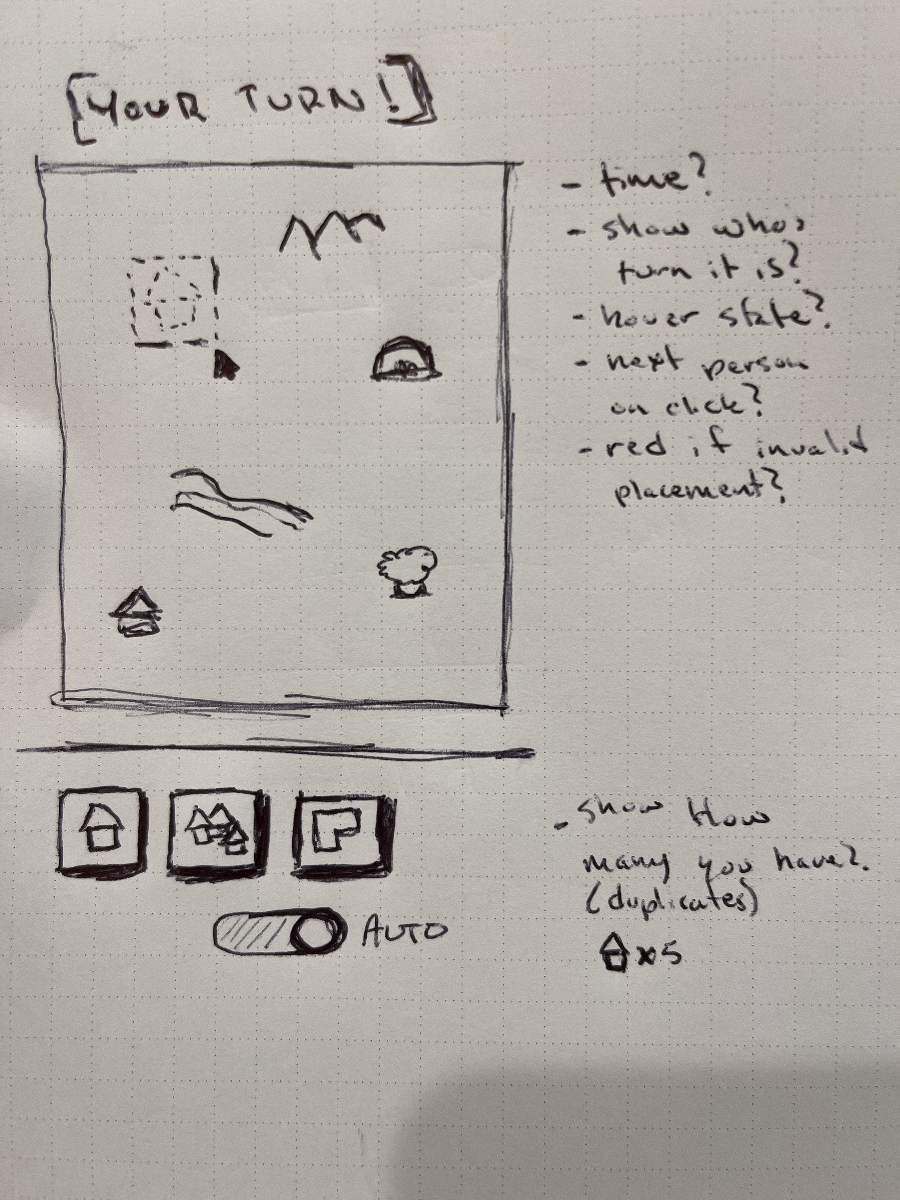 [YOUR TURN!]
- time?
- show who's
turn it is?
- hover state?
- next person
on click?
- red if invalid
placement?
- show How
many you have?
(duplicates)
x5
AUTO